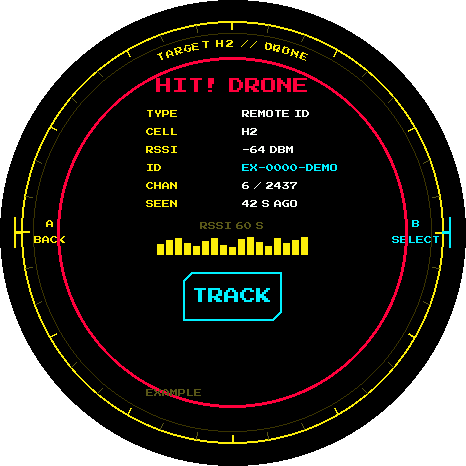 TARGET H2 // DRONE
HIT! DRONE
TYPE REMOTE ID
CELL H2
RSSI -64 DBM
ID EX-0000-DEMO
CHAN 6 / 2437
SEEN 42 S AGO
RSSI 60 S
A
BACK
B
SELECT
TRACK
EXAMPLE